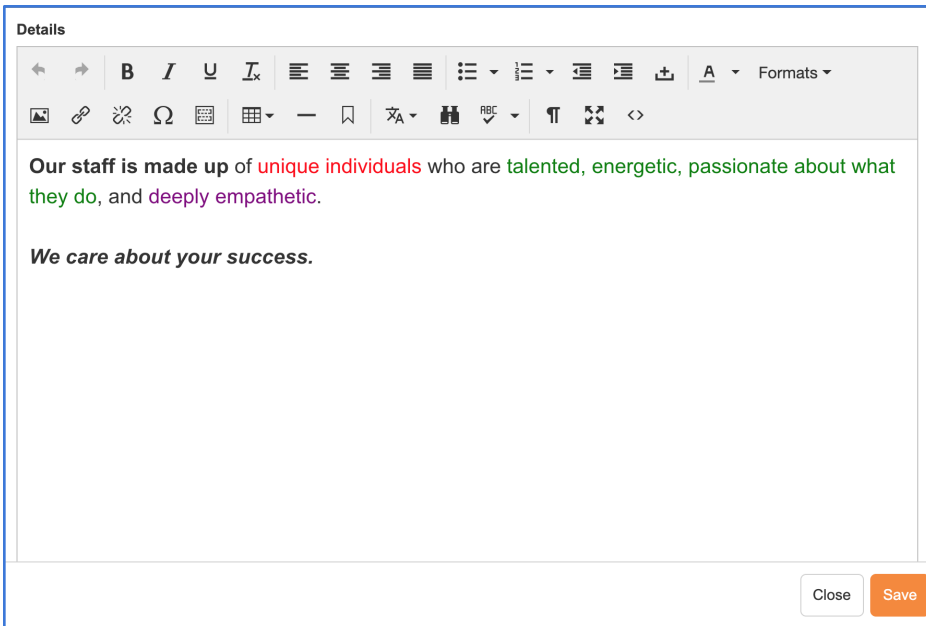 Details
Formats
ABC
Our staff is made up of unique individuals who are talented, energetic, passionate about what
they do, and deeply empathetic.
We care about your success.
Close Save